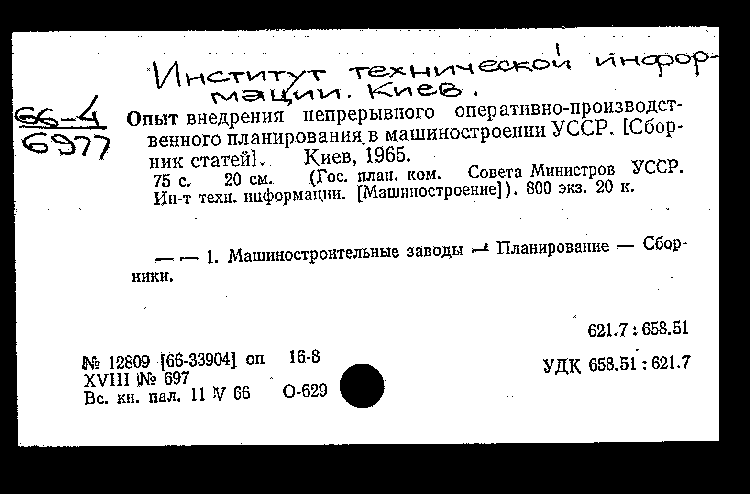 Институт технической инфор-
мации. Киев.
66-4
6977
Опыт внедрения непрерывного оперативно-производст-
венного планирования в машиностроении УССР. [Сбор-
ник статей]. Киев, 1965.
75 с. 20 см. (Гос. план. ком. Совета Министров УССР.
Ин-т техн. информации. [Машиностроение]). 800 экз. 20 к.
— — 1. Машиностроительные заводы — Планирование — Сбор-
ники.
621.7 : 658.51
№ 12809 [66-33904] оп 16-8
УДК 658.51 : 621.7
XVIII № 697
Вс. кн. пал. 11 IV 66 О-629